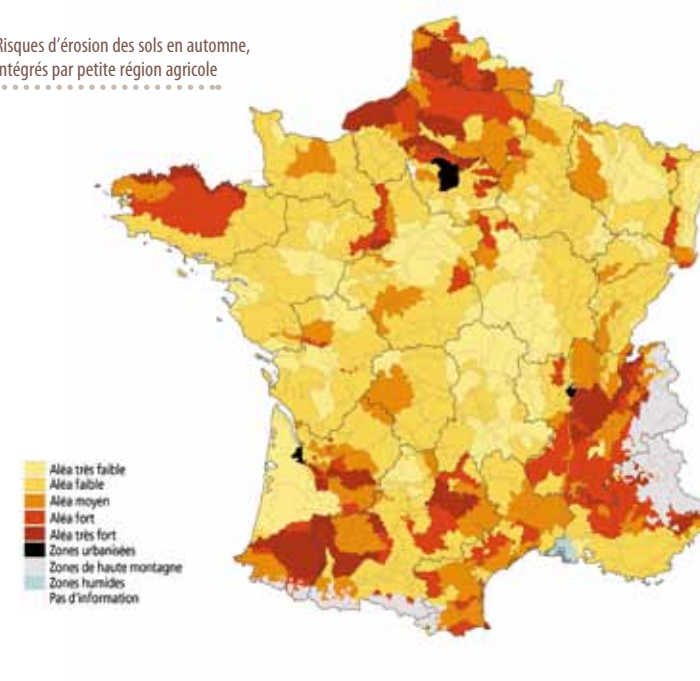 Risques d'érosion des sols en automne,
intégrés par petite région agricole
Aléa très faible
Aléa faible
Aléa moyen
Aléa fort
Aléa très fort
Zones urbanisées
Zones de haute montagne
Zones humides
Pas d'information